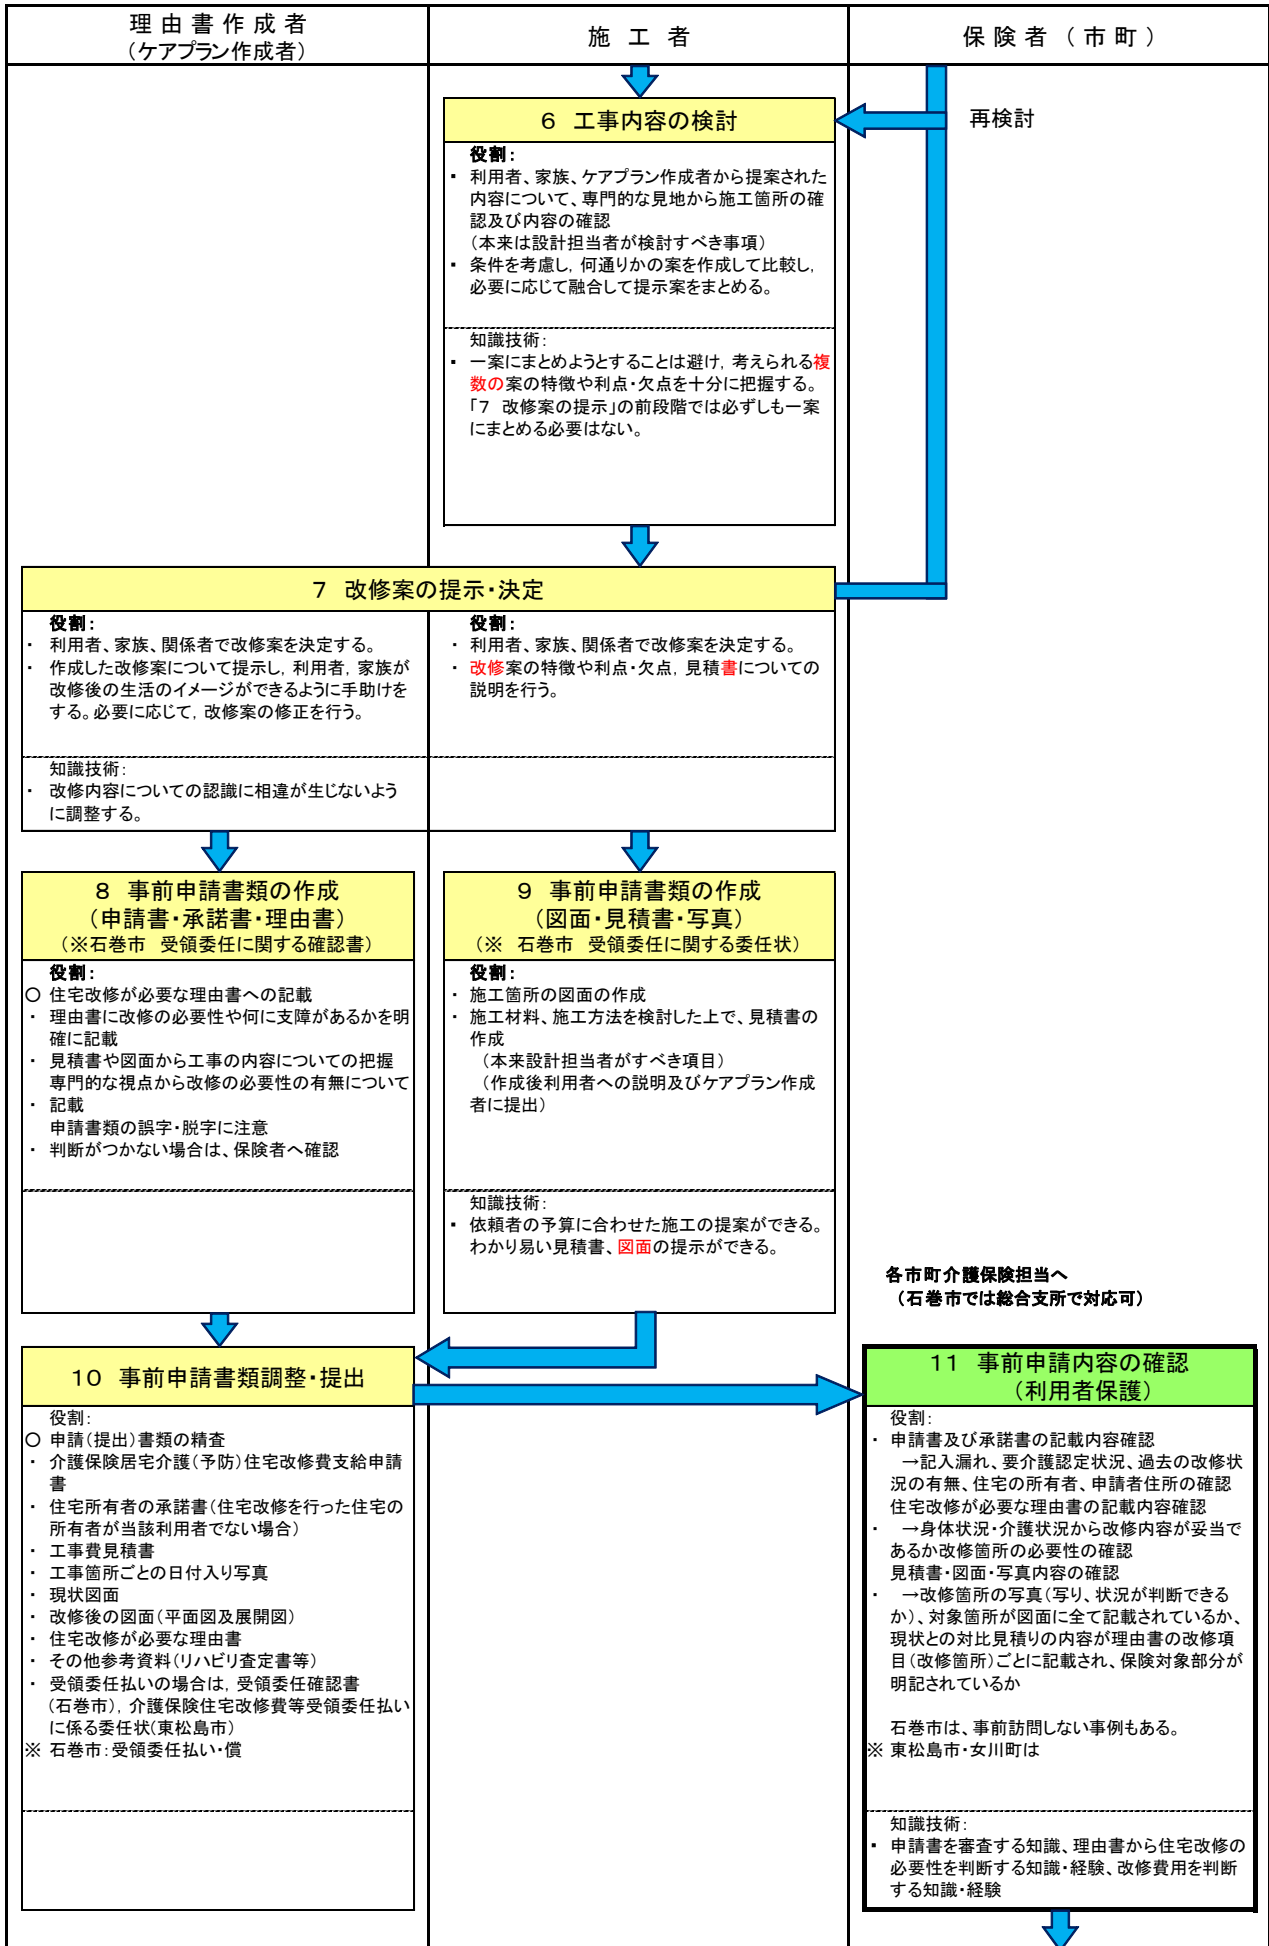 理由書作成者
（ケアプラン作成者）
施　工　者
保険者（市町）
再検討
６　工事内容の検討
役割：
・ 利用者、家族、ケアプラン作成者から提案された
内容について、専門的な見地から施工箇所の確
認及び内容の確認
（本来は設計担当者が検討すべき事項）
・ 条件を考慮し，何通りかの案を作成して比較し，
必要に応じて融合して提示案をまとめる。
知識技術：
・ 一案にまとめようとすることは避け，考えられる複
数の案の特徴や利点・欠点を十分に把握する。
「７　改修案の提示」の前段階では必ずしも一案
にまとめる必要はない。
７　改修案の提示・決定
役割：
・ 利用者、家族、関係者で改修案を決定する。
・ 作成した改修案について提示し，利用者，家族が
改修後の生活のイメージができるように手助けを
する。必要に応じて，改修案の修正を行う。
知識技術：
・ 改修内容についての認識に相違が生じないよう
に調整する。
役割：
・ 利用者、家族、関係者で改修案を決定する。
・ 改修案の特徴や利点・欠点，見積書についての
説明を行う。
８　事前申請書類の作成
（申請書・承諾書・理由書）
（※石巻市　受領委任に関する確認書）
役割：
○ 住宅改修が必要な理由書への記載
・ 理由書に改修の必要性や何に支障があるかを明
確に記載
・ 見積書や図面から工事の内容についての把握
専門的な視点から改修の必要性の有無について
・ 記載
申請書類の誤字・脱字に注意
・ 判断がつかない場合は、保険者へ確認
９　事前申請書類の作成
（図面・見積書・写真）
（※　石巻市　受領委任に関する委任状）
役割：
・ 施工箇所の図面の作成
・ 施工材料、施工方法を検討した上で、見積書の
作成
（本来設計担当者がすべき項目）
（作成後利用者への説明及びケアプラン作成
者に提出）
知識技術：
・ 依頼者の予算に合わせた施工の提案ができる。
わかり易い見積書、図面の提示ができる。
各市町介護保険担当へ
（石巻市では総合支所で対応可）
１０　事前申請書類調整・提出
役割：
○ 申請（提出）書類の精査
・ 介護保険居宅介護（予防）住宅改修費支給申請
書
・ 住宅所有者の承諾書（住宅改修を行った住宅の
所有者が当該利用者でない場合）
・ 工事費見積書
・ 工事箇所ごとの日付入り写真
・ 現状図面
・ 改修後の図面（平面図及展開図）
・ 住宅改修が必要な理由書
・ その他参考資料（リハビリ査定書等）
・ 受領委任払いの場合は，受領委任確認書
（石巻市），介護保険住宅改修費等受領委任払い
に係る委任状（東松島市）
※ 石巻市：受領委任払い・償
１１　事前申請内容の確認
（利用者保護）
役割：
・ 申請書及び承諾書の記載内容確認
→記入漏れ、要介護認定状況、過去の改修状
況の有無、住宅の所有者、申請者住所の確認
住宅改修が必要な理由書の記載内容確認
・ →身体状況・介護状況から改修内容が妥当で
あるか改修箇所の必要性の確認
見積書・図面・写真内容の確認
・ →改修箇所の写真（写り、状況が判断できる
か）、対象箇所が図面に全て記載されているか、
現状との対比見積りの内容が理由書の改修項
目（改修箇所）ごとに記載され、保険対象部分が
明記されているか
石巻市は、事前訪問しない事例もある。
※ 東松島市・女川町は
知識技術：
・ 申請書を審査する知識、理由書から住宅改修の
必要性を判断する知識・経験、改修費用を判断
する知識・経験